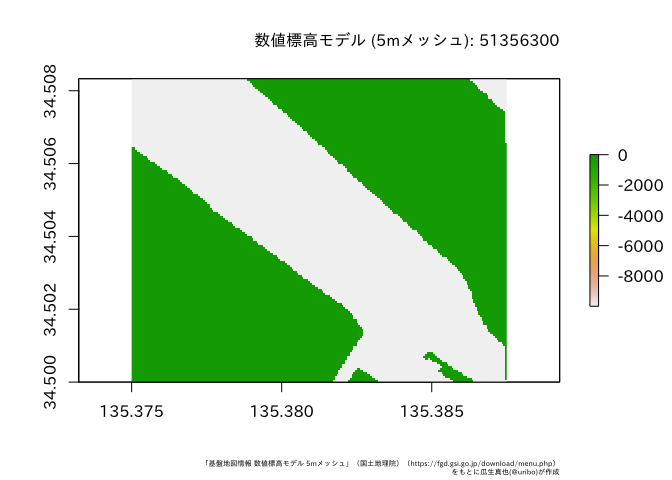 数値標高モデル (5mメッシュ): 51356300
34.508
34.506
34.504
34.502
34.500
135.375 135.380 135.385
0
-2000
-4000
-6000
-8000
「基盤地図情報 数値標高モデル 5mメッシュ」（国土地理院）（https://fgd.gsi.go.jp/download/menu.php）
をもとに瓜生真也(@uribo)が作成